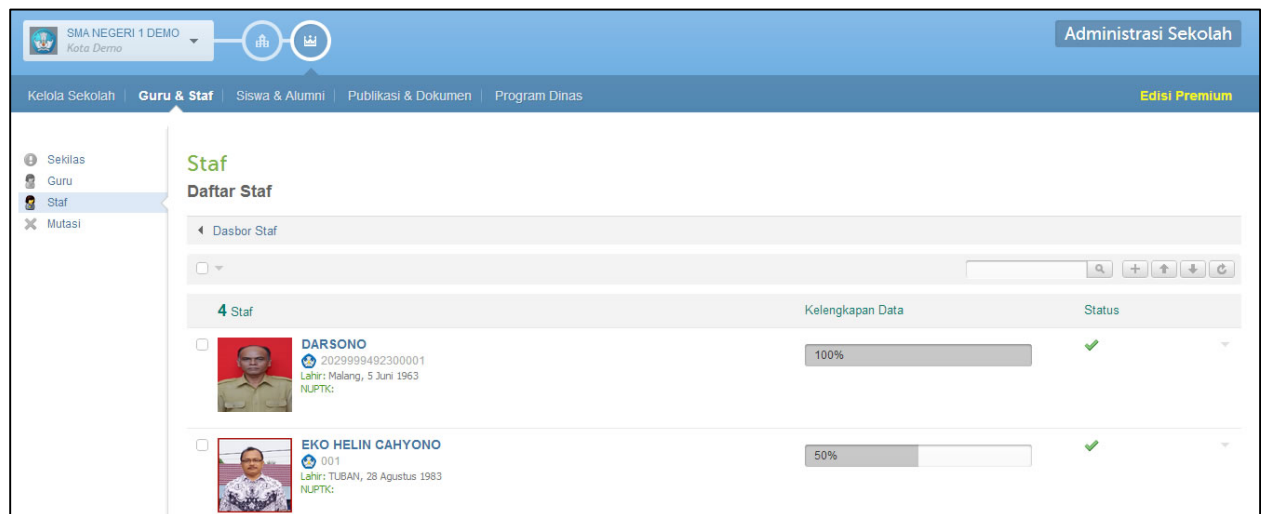 SMA NEGERI 1 DEMO
Kota Demo
Administrasi Sekolah
Kelola Sekolah | Guru & Staf | Siswa & Alumni | Publikasi & Dokumen | Program Dinas
Edisi Premium
Sekilas
Guru
Staf
Mutasi
Staf
Daftar Staf
Dasbor Staf
4 Staf Kelengkapan Data Status
DARSONO
2029999492300001
Lahir: Malang, 5 Juni 1963
NUPTK:
100%
EKO HELIN CAHYONO
001
Lahir: TUBAN, 28 Agustus 1983
NUPTK:
50%